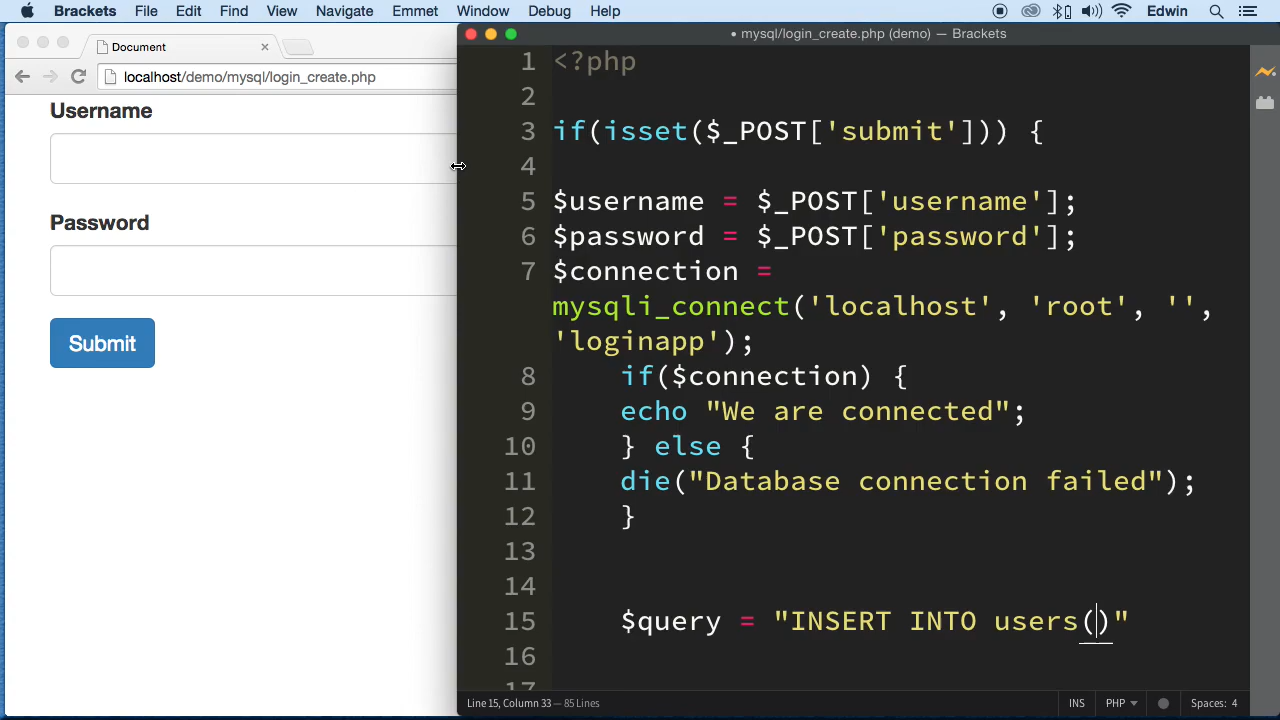 Brackets File Edit Find View Navigate Emmet Window Debug Help Edwin
Document
localhost/demo/mysql/login_create.php
Username
Password
Submit
• mysql/login_create.php (demo) — Brackets
1 <?php
2
3 if(isset($_POST['submit'])) {
4
5 $username = $_POST['username'];
6 $password = $_POST['password'];
7 $connection =
mysqli_connect('localhost', 'root', '',
'loginapp');
8 if($connection) {
9 echo "We are connected";
10 } else {
11 die("Database connection failed");
12 }
13
14
15 $query = "INSERT INTO users()"
16
17
Line 15, Column 33 — 85 Lines INS PHP Spaces: 4